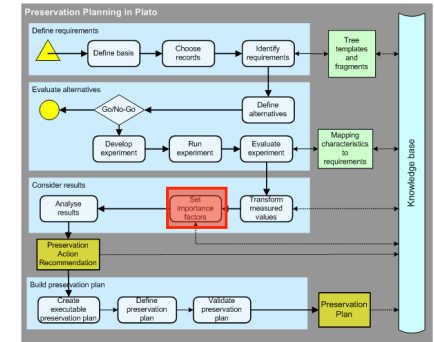 Preservation Planning in Plato
Define requirements
Define basis
Choose
records
Identify
requirements
Tree
templates
and
fragments
Evaluate alternatives
Go/No-Go
Define
alternatives
Develop
experiment
Run
experiment
Evaluate
experiment
Mapping
characteristics
to
requirements
Knowledge base
Consider results
Analyse
results
Set
importance
factors
Transform
measured
values
Preservation
Action
Recommendation
Build preservation plan
Create
executable
preservation plan
Define
preservation
plan
Validate
preservation
plan
Preservation
Plan